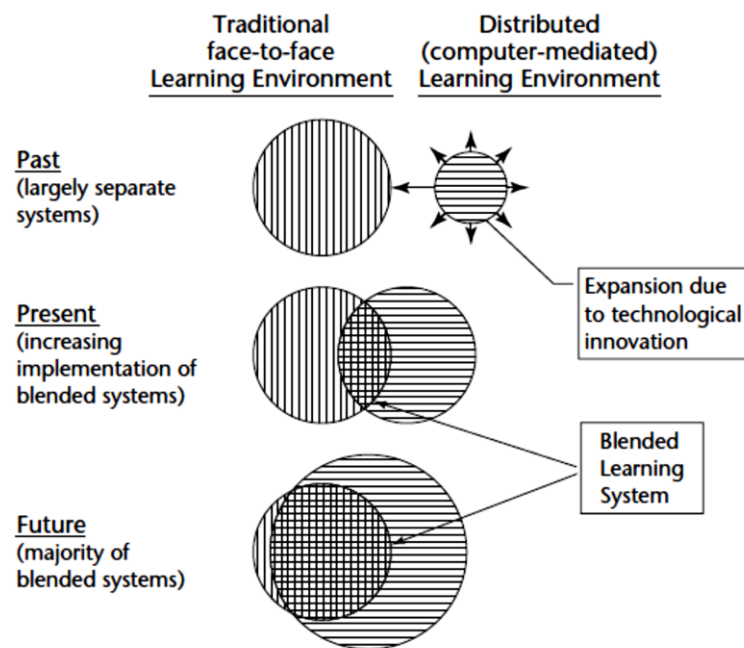 Traditional
face-to-face
Learning Environment
Distributed
(computer-mediated)
Learning Environment
Past
(largely separate
systems)
Expansion due
to technological
innovation
Present
(increasing
implementation of
blended systems)
Blended
Learning
System
Future
(majority of
blended systems)